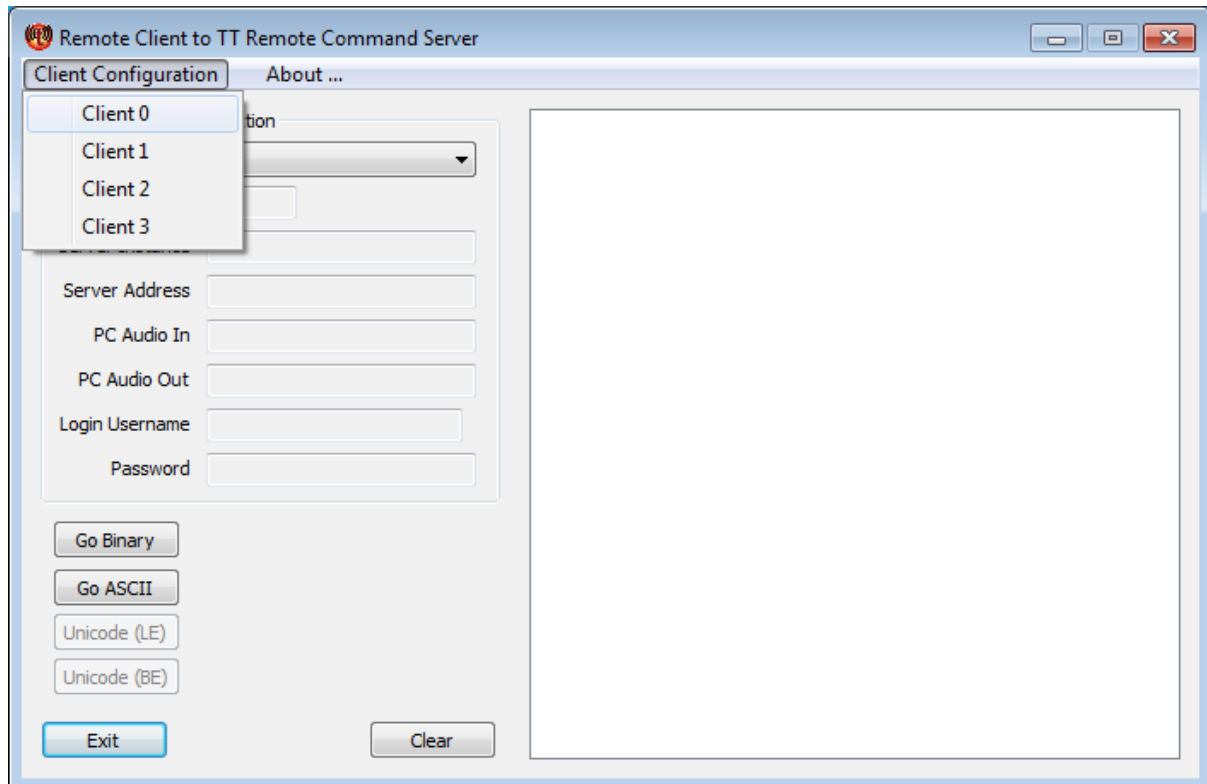 Remote Client to TT Remote Command Server
Client Configuration About ...
Client 0
Client 1
Client 2
Client 3
Server Address
PC Audio In
PC Audio Out
Login Username
Password
Go Binary
Go ASCII
Unicode (LE)
Unicode (BE)
Exit
Clear